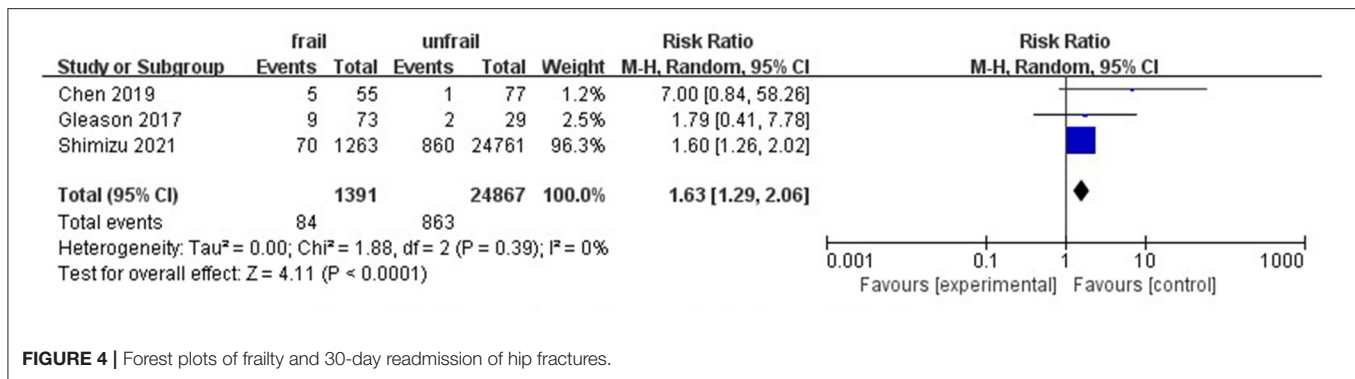 frail unfrail Risk Ratio Risk Ratio
Study or Subgroup Events Total Events Total Weight M-H, Random, 95% CI M-H, Random, 95% CI
Chen 2019 5 55 1 77 1.2% 7.00 [0.84, 58.26]
Gleason 2017 9 73 2 29 2.5% 1.79 [0.41, 7.78]
Shimizu 2021 70 1263 860 24761 96.3% 1.60 [1.26, 2.02]
Total (95% CI) 1391 24867 100.0% 1.63 [1.29, 2.06]
Total events 84 863
Heterogeneity: Tau² = 0.00; Chi² = 1.88, df = 2 (P = 0.39); I² = 0%
Test for overall effect: Z = 4.11 (P < 0.0001)
0.001 0.1 1 10 1000
Favours [experimental] Favours [control]
FIGURE 4 | Forest plots of frailty and 30-day readmission of hip fractures.